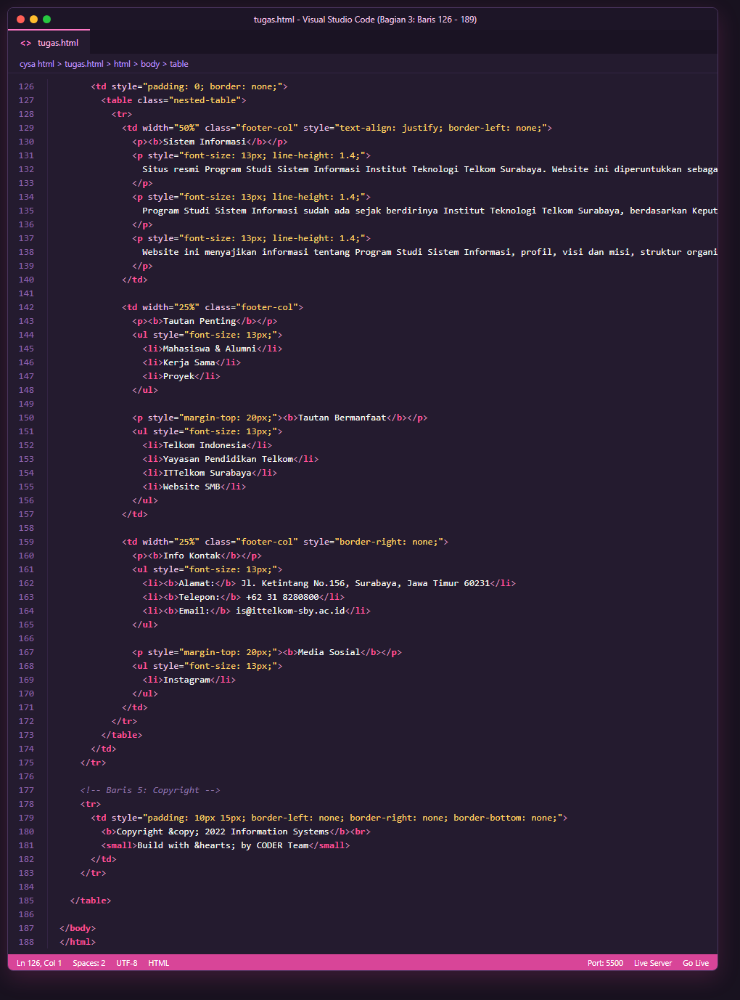 tugas.html - Visual Studio Code (Bagian 3: Baris 126 - 189)
<> tugas.html
cysa html > tugas.html > html > body > table
126 <td style="padding: 0; border: none;">
127 <table class="nested-table">
128 <tr>
129 <td width="50%" class="footer-col" style="text-align: justify; border-left: none;">
130 <p><b>Sistem Informasi</b></p>
131 <p style="font-size: 13px; line-height: 1.4;">
132 Situs resmi Program Studi Sistem Informasi Institut Teknologi Telkom Surabaya. Website ini diperuntukkan sebaga
133 </p>
134 <p style="font-size: 13px; line-height: 1.4;">
135 Program Studi Sistem Informasi sudah ada sejak berdirinya Institut Teknologi Telkom Surabaya, berdasarkan Keput
136 </p>
137 <p style="font-size: 13px; line-height: 1.4;">
138 Website ini menyajikan informasi tentang Program Studi Sistem Informasi, profil, visi dan misi, struktur organi
139 </p>
140 </td>
141
142 <td width="25%" class="footer-col">
143 <p><b>Tautan Penting</b></p>
144 <ul style="font-size: 13px;">
145 <li>Mahasiswa & Alumni</li>
146 <li>Kerja Sama</li>
147 <li>Proyek</li>
148 </ul>
149
150 <p style="margin-top: 20px;"><b>Tautan Bermanfaat</b></p>
151 <ul style="font-size: 13px;">
152 <li>Telkom Indonesia</li>
153 <li>Yayasan Pendidikan Telkom</li>
154 <li>ITTelkom Surabaya</li>
155 <li>Website SMB</li>
156 </ul>
157 </td>
158
159 <td width="25%" class="footer-col" style="border-right: none;">
160 <p><b>Info Kontak</b></p>
161 <ul style="font-size: 13px;">
162 <li><b>Alamat:</b> Jl. Ketintang No.156, Surabaya, Jawa Timur 60231</li>
163 <li><b>Telepon:</b> +62 31 8280800</li>
164 <li><b>Email:</b> is@ittelkom-sby.ac.id</li>
165 </ul>
166
167 <p style="margin-top: 20px;"><b>Media Sosial</b></p>
168 <ul style="font-size: 13px;">
169 <li>Instagram</li>
170 </ul>
171 </td>
172 </tr>
173 </table>
174 </td>
175 </tr>
176
177 <!-- Baris 5: Copyright -->
178 <tr>
179 <td style="padding: 10px 15px; border-left: none; border-right: none; border-bottom: none;">
180 <b>Copyright &copy; 2022 Information Systems</b><br>
181 <small>Build with &hearts; by CODER Team</small>
182 </td>
183 </tr>
184
185 </table>
186
187 </body>
188 </html>
Ln 126, Col 1 Spaces: 2 UTF-8 HTML Port: 5500 Live Server Go Live